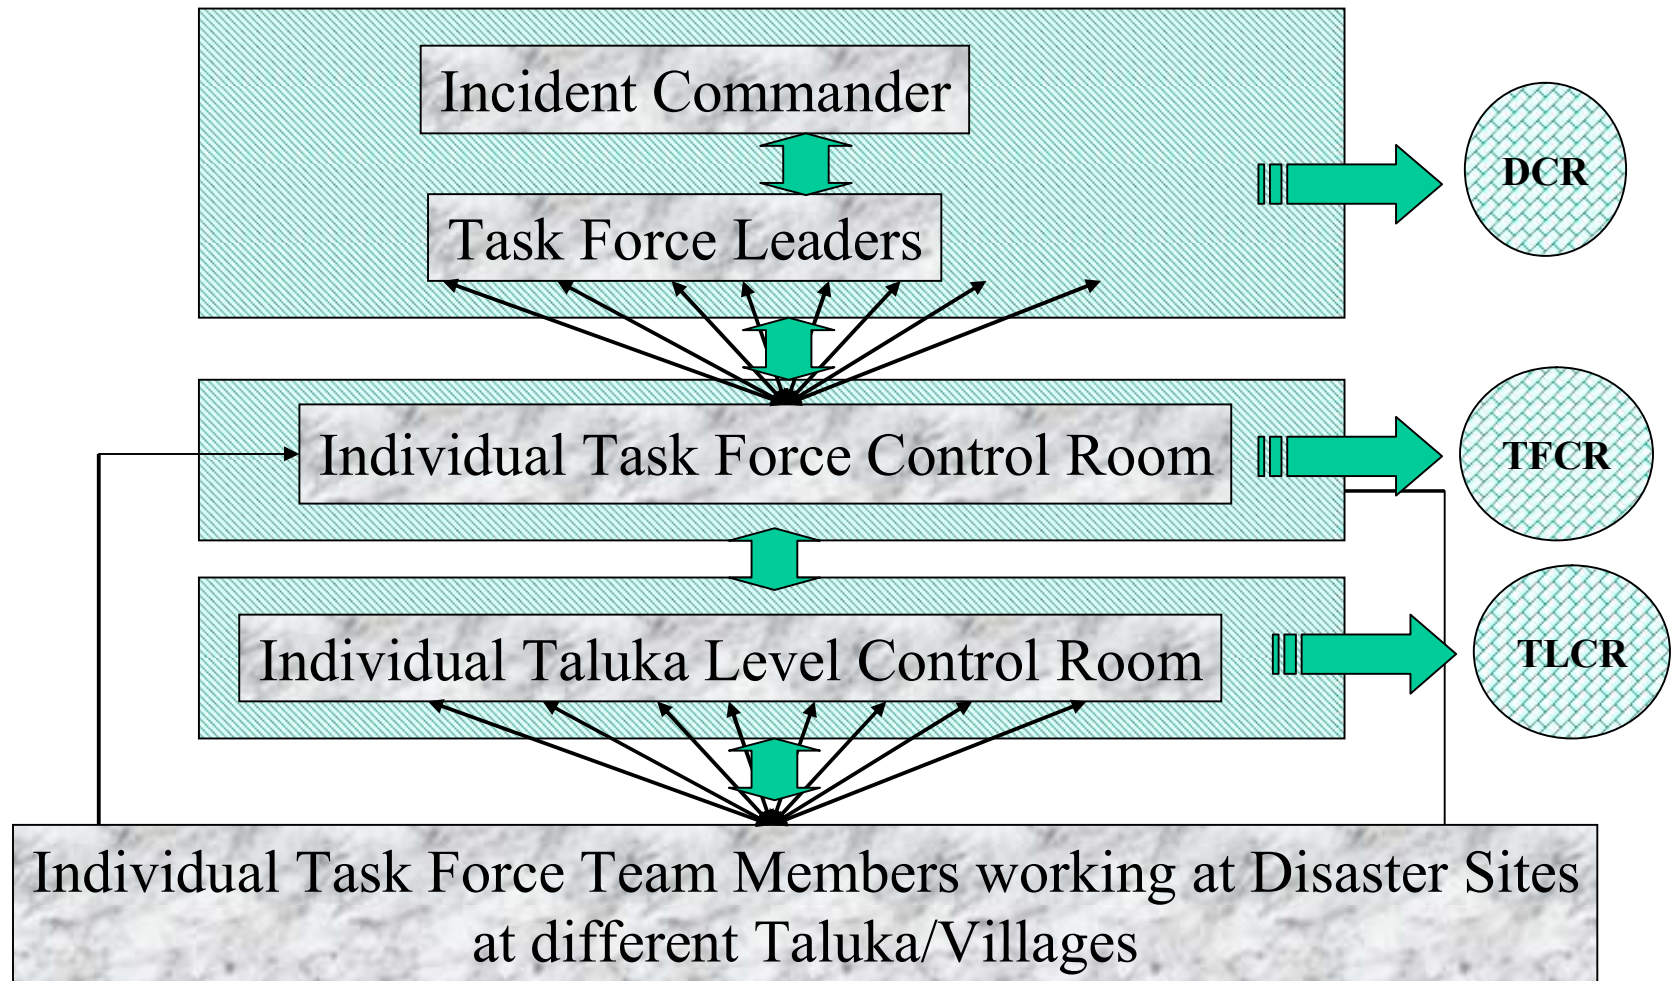 Incident Commander
DCR
Task Force Leaders
Individual Task Force Control Room
TFCR
Individual Taluka Level Control Room
TLCR
Individual Task Force Team Members working at Disaster Sites
at different Taluka/Villages